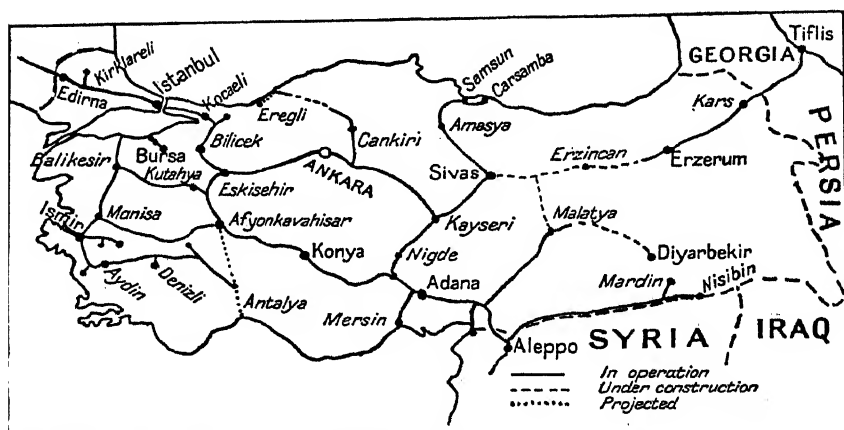 Tiflis
Kirklareli
GEORGIA
Istanbul
Samsun
Carsamba
Edirna
Kocaeli
Kars
Eregli
Amasya
PERSIA
Bilicek
Cankiri
Bursa
Balikesir
Erzincan
Erzerum
ANKARA
Sivas
Kutahya
Eskisehir
Ismir
Manisa
Afyonkavahisar
Kayseri
Malatya
Konya
Nigde
Diyarbekir
Aydin
Denizli
Adana
Mardin
Nisibin
Antalya
Mersin
Aleppo
SYRIA
IRAQ
In operation
Under construction
Projected